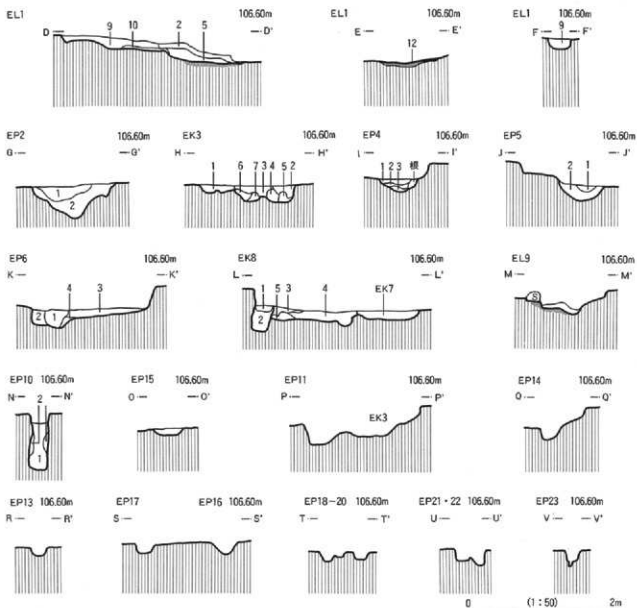 EL1 106.60m EL1 106.60m EL1 106.60m
D 9 10 2 5 D' E 12 E' F 9 F'
EP2 106.60m EK3 106.60m EP4 106.60m EP5 106.60m
G G' H H' I I' J J'
1 2 1 6 7 3 4 5 2 1 2 3 根 2 1
EP6 106.60m EK8 106.60m EL9 106.60m
K K' L L' M M'
2 1 4 3 1 2 5 3 4 EK7 S
EP10 106.60m EP15 106.60m EP11 106.60m EP14 106.60m
N 2 N' O O' P P' Q Q'
1 EK3
EP13 106.60m EP17 EP16 106.60m EP18-20 106.60m EP21・22 106.60m EP23 106.60m
R R' S S' T T' U U' V V'
0 (1:50) 2m